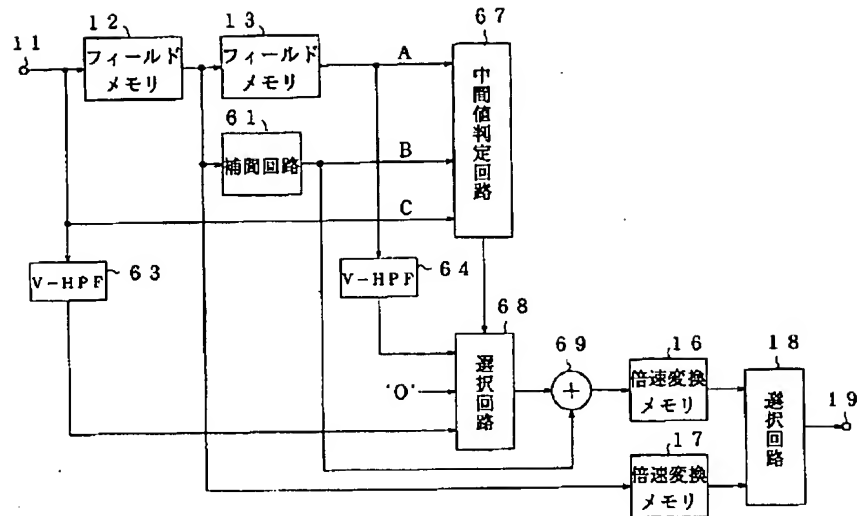 11
12
フィールド
メモリ
13
フィールド
メモリ
A
67
中間値判定回路
61
補間回路
B
C
V-HPF
63
V-HPF
64
68
選択回路
'0'
69
+
16
倍速変換
メモリ
17
倍速変換
メモリ
18
選択回路
19